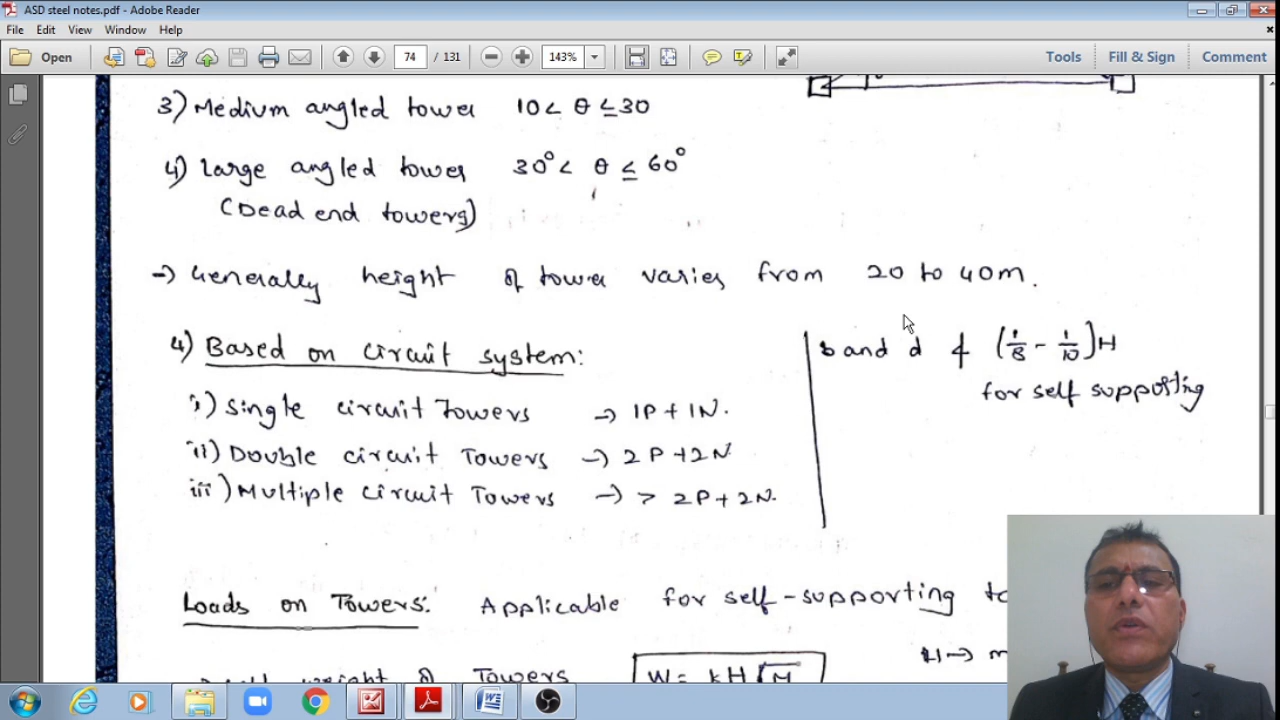 ASD steel notes.pdf - Adobe Reader
File Edit View Window Help
Open 74 / 131 143% Tools Fill & Sign Comment
3) Medium angled tower 10 < θ ≤ 30
4) Large angled tower 30° < θ ≤ 60°
(Dead end towers)
-> Generally height of tower varies from 20 to 40m.
4) Based on circuit system:
b and d ≮ (1/8 - 1/10)H
for self supporting
i) Single circuit Towers -> 1P + 1N.
ii) Double circuit Towers -> 2P + 2N
iii) Multiple circuit Towers -> > 2P + 2N.
Loads on Towers: Applicable for self-supporting
weight of Towers W = KH√M